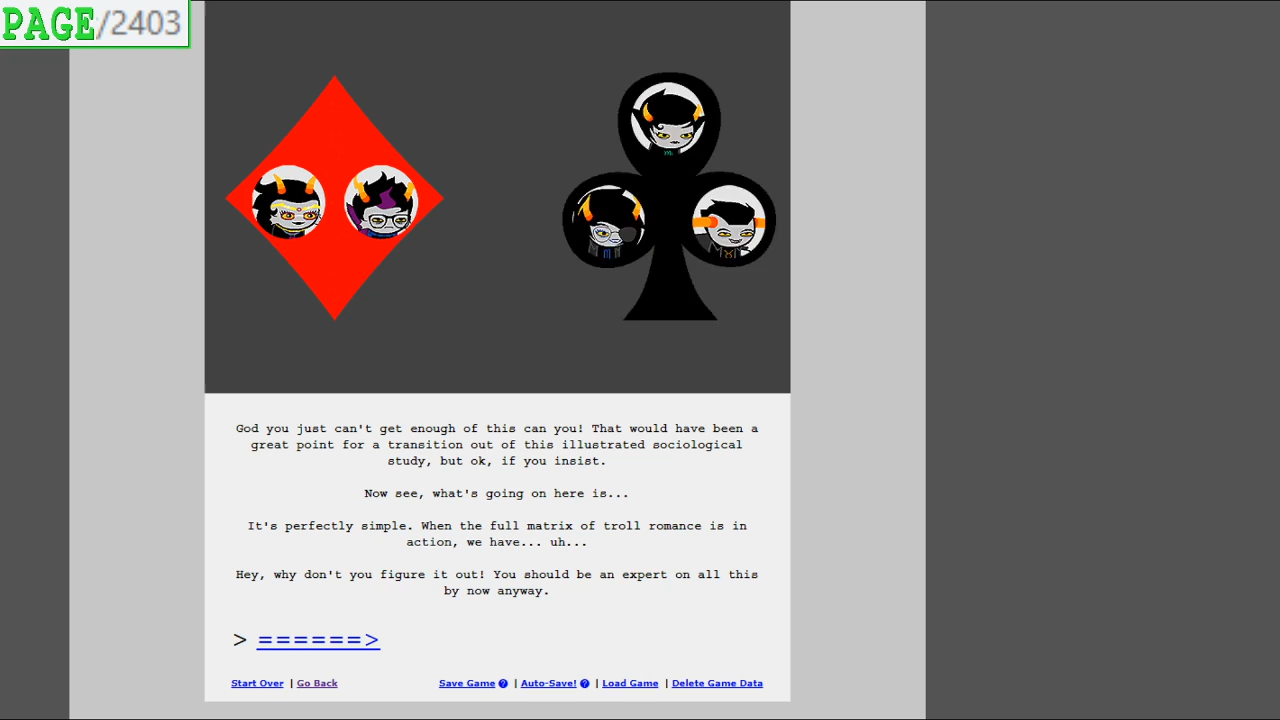 PAGE/2403
God you just can't get enough of this can you! That would have been a
great point for a transition out of this illustrated sociological
study, but ok, if you insist.
Now see, what's going on here is...
It's perfectly simple. When the full matrix of troll romance is in
action, we have... uh...
Hey, why don't you figure it out! You should be an expert on all this
by now anyway.
> ======>
Start Over | Go Back Save Game ? | Auto-Save! ? | Load Game | Delete Game Data